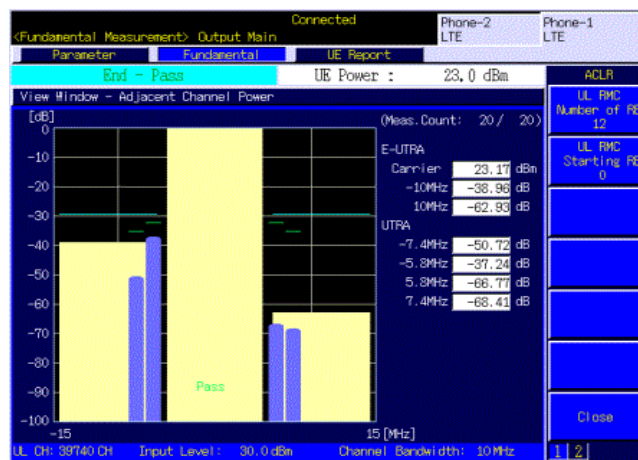 Connected
Phone-2
LTE
Phone-1
LTE
<Fundamental Measurement> Output Main
Parameter
Fundamental
UE Report
End - Pass
UE Power :
23.0 dBm
ACLR
View Window - Adjacent Channel Power
UL RMC
Number of RB
12
UL RMC
Starting RB
0
[dB]
(Meas.Count: 20/ 20)
0
-10
-20
-30
-40
-50
-60
-70
-80
-90
-100
E-UTRA
Carrier 23.17 dBm
-10MHz -38.96 dB
10MHz -62.93 dB
UTRA
-7.4MHz -50.72 dB
-5.8MHz -37.24 dB
5.8MHz -66.77 dB
7.4MHz -68.41 dB
Pass
-15
15 [MHz]
Close
UL CH: 39740 CH Input Level: 30.0 dBm Channel Bandwidth: 10 MHz
1 2